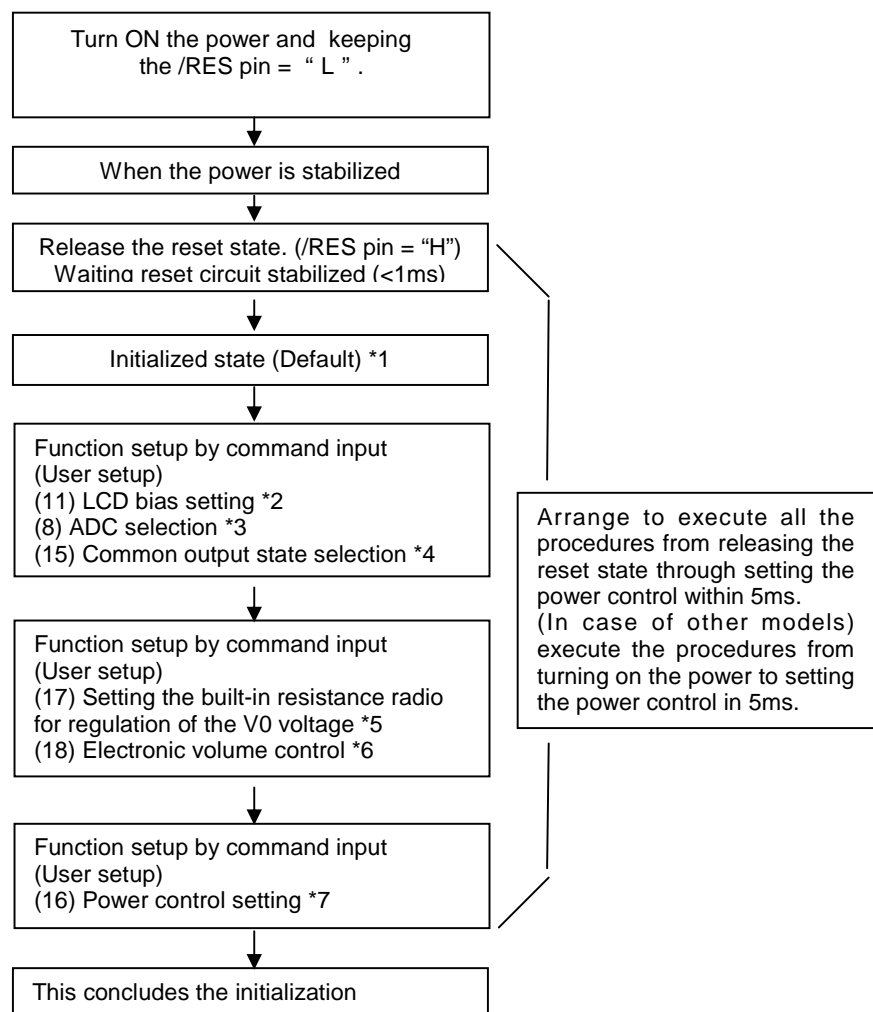 Turn ON the power and keeping
the /RES pin = “ L ” .
When the power is stabilized
Release the reset state. (/RES pin = “H”)
Waiting reset circuit stabilized (<1ms)
Initialized state (Default) *1
Function setup by command input
(User setup)
(11) LCD bias setting *2
(8) ADC selection *3
(15) Common output state selection *4
Function setup by command input
(User setup)
(17) Setting the built-in resistance radio
for regulation of the V0 voltage *5
(18) Electronic volume control *6
Function setup by command input
(User setup)
(16) Power control setting *7
This concludes the initialization
Arrange to execute all the
procedures from releasing the
reset state through setting the
power control within 5ms.
(In case of other models)
execute the procedures from
turning on the power to setting
the power control in 5ms.